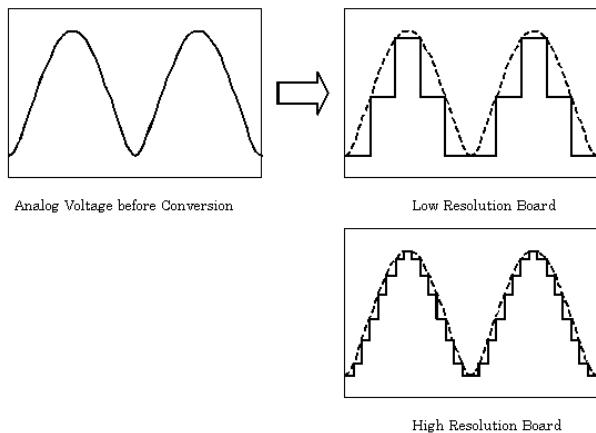 Analog Voltage before Conversion
Low Resolution Board
High Resolution Board